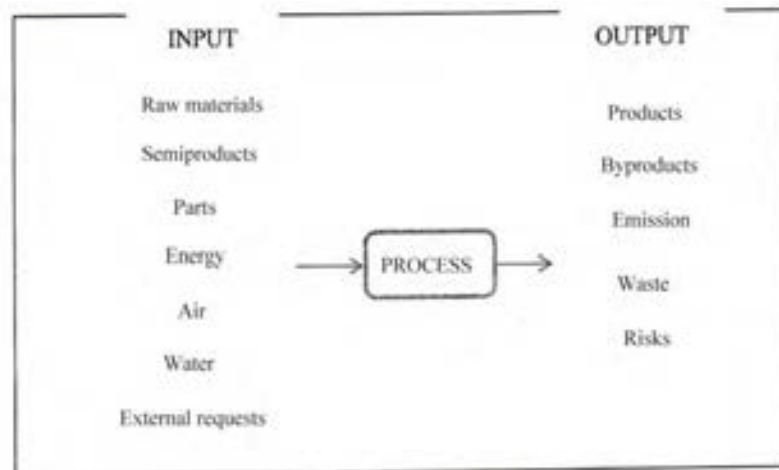 INPUT
Raw materials
Semiproducts
Parts
Energy
Air
Water
External requests
PROCESS
OUTPUT
Products
Byproducts
Emission
Waste
Risks